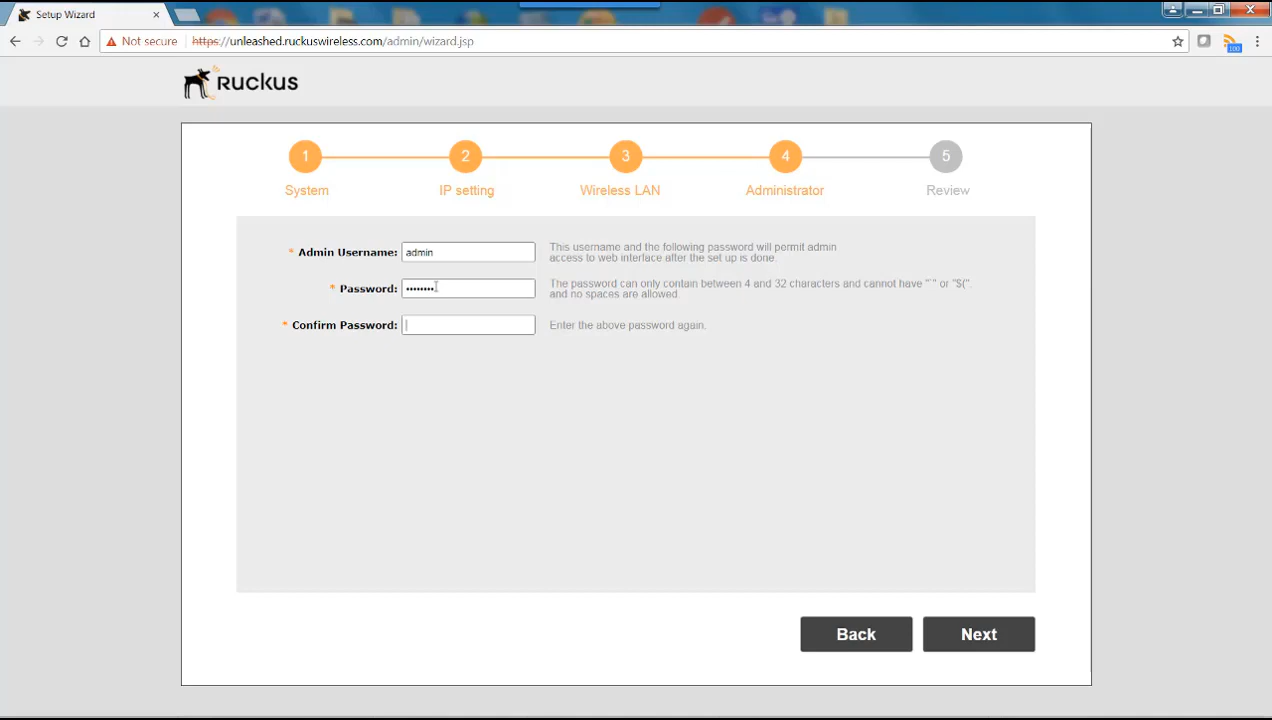 Setup Wizard
Not secure https://unleashed.ruckuswireless.com/admin/wizard.jsp
100
Ruckus
1 2 3 4 5
System IP setting Wireless LAN Administrator Review
* Admin Username: admin
This username and the following password will permit admin
access to web interface after the set up is done.
* Password: ••••••••
The password can only contain between 4 and 32 characters and cannot have "`" or "$(".
and no spaces are allowed.
* Confirm Password:
Enter the above password again.
Back Next